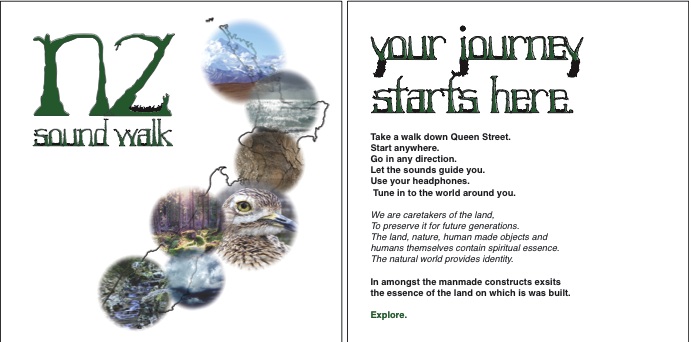 nz
sound walk
your journey
starts here.
Take a walk down Queen Street.
Start anywhere.
Go in any direction.
Let the sounds guide you.
Use your headphones.
Tune in to the world around you.
We are caretakers of the land,
To preserve it for future generations.
The land, nature, human made objects and
humans themselves contain spiritual essence.
The natural world provides identity.
In amongst the manmade constructs exsits
the essence of the land on which is was built.
Explore.